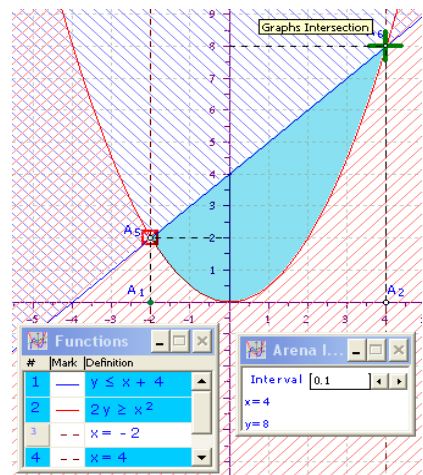 9
Graphs Intersection
8
7
6
5
4
3
A5
2
1
A1
A2
-5 -4 -3 -2 -1 0 1 2 3 4
Functions
# Mark Definition
1 y ≤ x + 4
2 2y ≥ x²
3 x = -2
4 x = 4
Arena I...
Interval 0.1
x=4
y=8